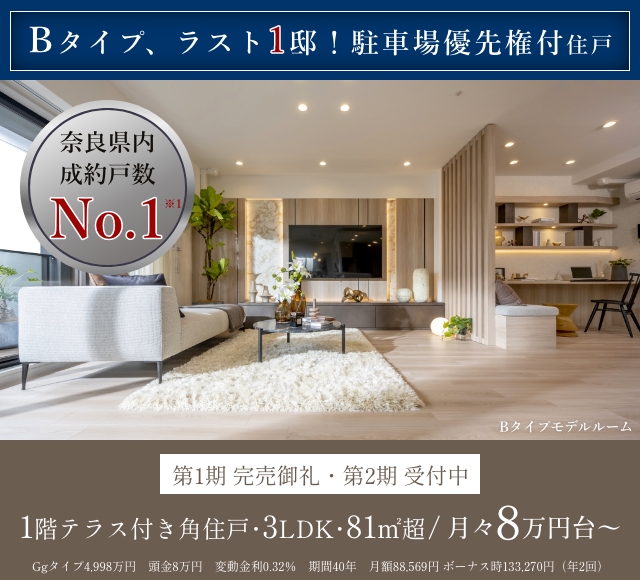 Bタイプ、ラスト1邸！駐車場優先権付住戸
奈良県内
成約戸数
No.1※1
Bタイプモデルルーム
第1期 完売御礼・第2期 受付中
1階テラス付き角住戸・3LDK・81㎡超/月々8万円台～
Ggタイプ4,998万円　頭金8万円　変動金利0.32%　期間40年　月額88,569円 ボーナス時133,270円（年2回）